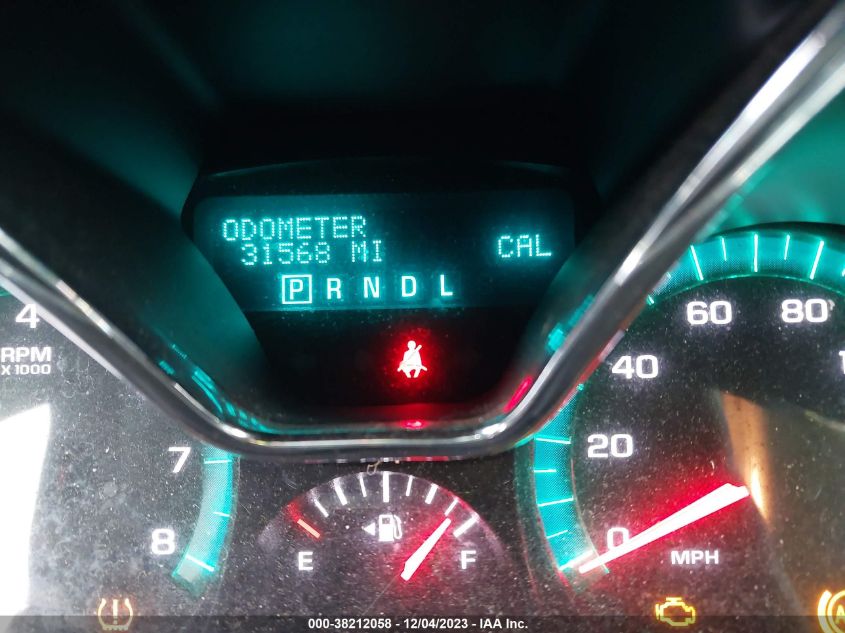 ODOMETER
31568 MI
CAL
P R N D L
4
RPM
X 1000
7
8
E
F
0
20
40
60
80
MPH
000-38212058 - 12/04/2023 - IAA Inc.